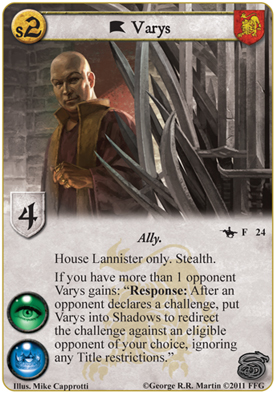 s2 Varys
4
Ally.
F 24
House Lannister only. Stealth.
If you have more than 1 opponent
Varys gains: “Response: After an
opponent declares a challenge, put
Varys into Shadows to redirect
the challenge against an eligible
opponent of your choice, ignoring
any Title restrictions.”
Illus. Mike Capprotti
©George R.R. Martin ©2011 FFG